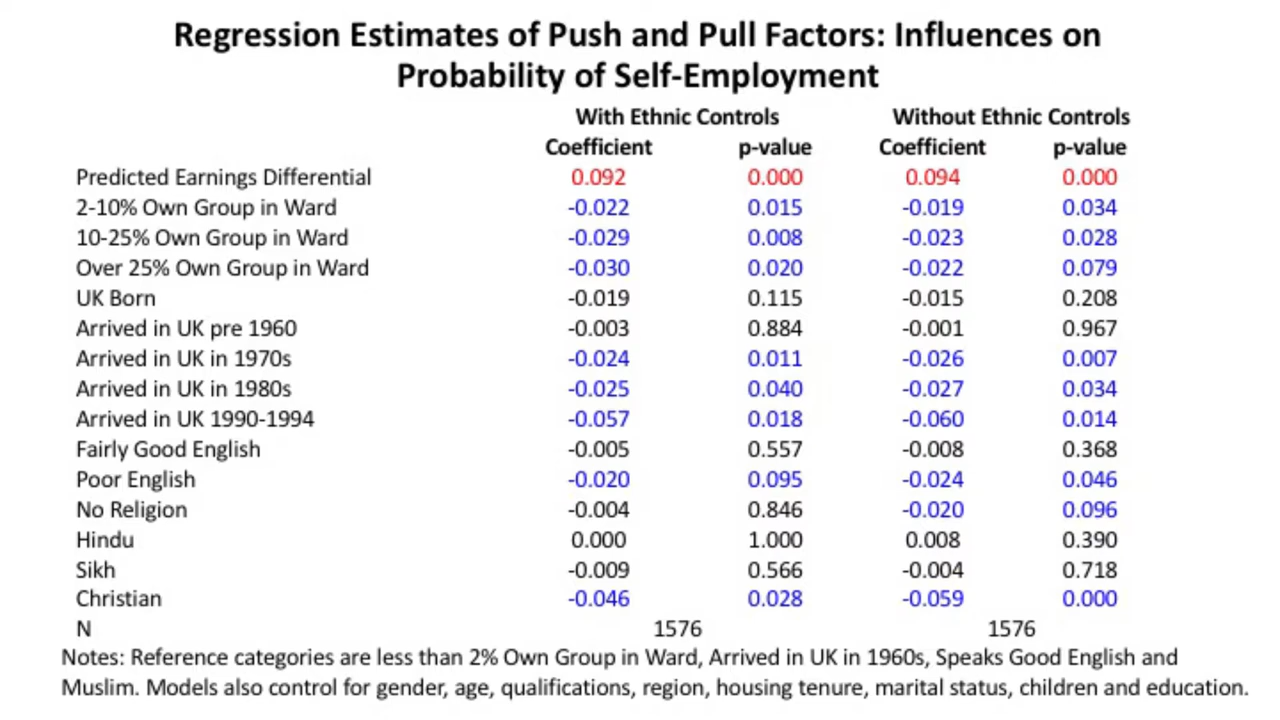 Regression Estimates of Push and Pull Factors: Influences on
Probability of Self-Employment
With Ethnic Controls Without Ethnic Controls
Coefficient p-value Coefficient p-value
Predicted Earnings Differential 0.092 0.000 0.094 0.000
2-10% Own Group in Ward -0.022 0.015 -0.019 0.034
10-25% Own Group in Ward -0.029 0.008 -0.023 0.028
Over 25% Own Group in Ward -0.030 0.020 -0.022 0.079
UK Born -0.019 0.115 -0.015 0.208
Arrived in UK pre 1960 -0.003 0.884 -0.001 0.967
Arrived in UK in 1970s -0.024 0.011 -0.026 0.007
Arrived in UK in 1980s -0.025 0.040 -0.027 0.034
Arrived in UK 1990-1994 -0.057 0.018 -0.060 0.014
Fairly Good English -0.005 0.557 -0.008 0.368
Poor English -0.020 0.095 -0.024 0.046
No Religion -0.004 0.846 -0.020 0.096
Hindu 0.000 1.000 0.008 0.390
Sikh -0.009 0.566 -0.004 0.718
Christian -0.046 0.028 -0.059 0.000
N 1576 1576
Notes: Reference categories are less than 2% Own Group in Ward, Arrived in UK in 1960s, Speaks Good English and
Muslim. Models also control for gender, age, qualifications, region, housing tenure, marital status, children and education.